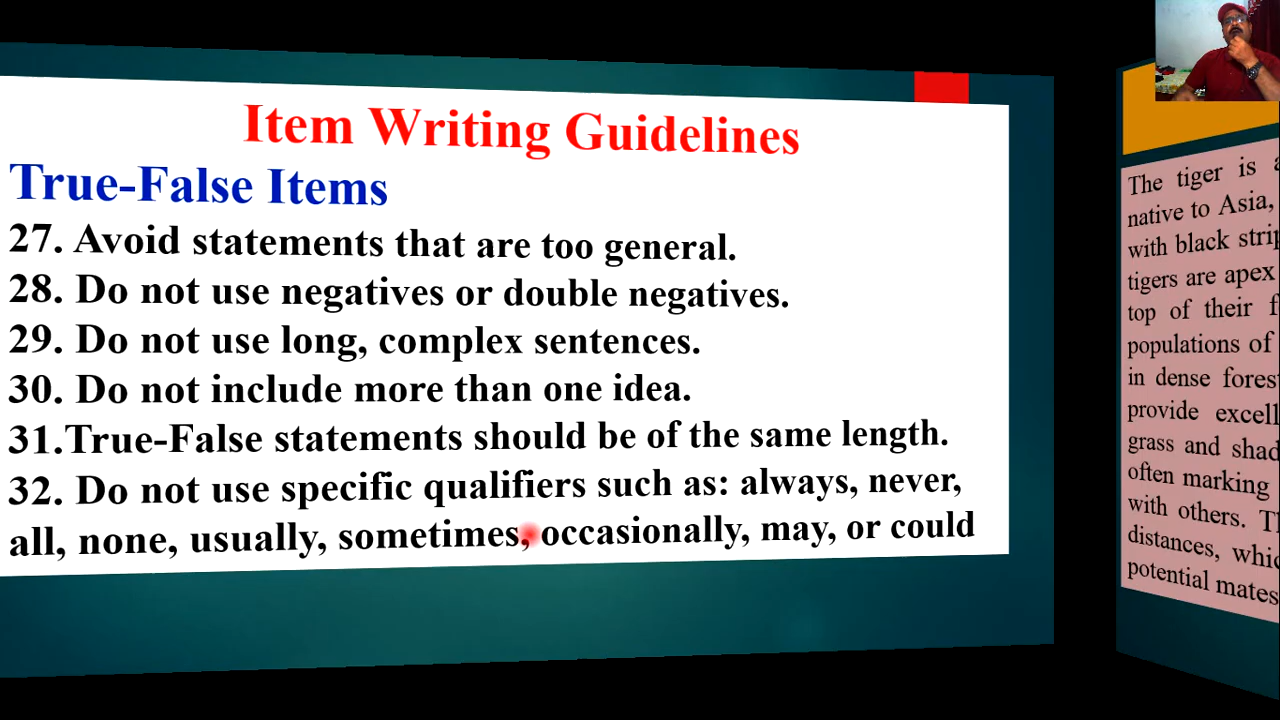 Item Writing Guidelines
True-False Items
27. Avoid statements that are too general.
28. Do not use negatives or double negatives.
29. Do not use long, complex sentences.
30. Do not include more than one idea.
31.True-False statements should be of the same length.
32. Do not use specific qualifiers such as: always, never,
all, none, usually, sometimes, occasionally, may, or could
The tiger is
native to Asia,
with black
tigers are apex
top of their
populations of
in dense
provide
grass and
often marking
with others.
distances,
potential mates